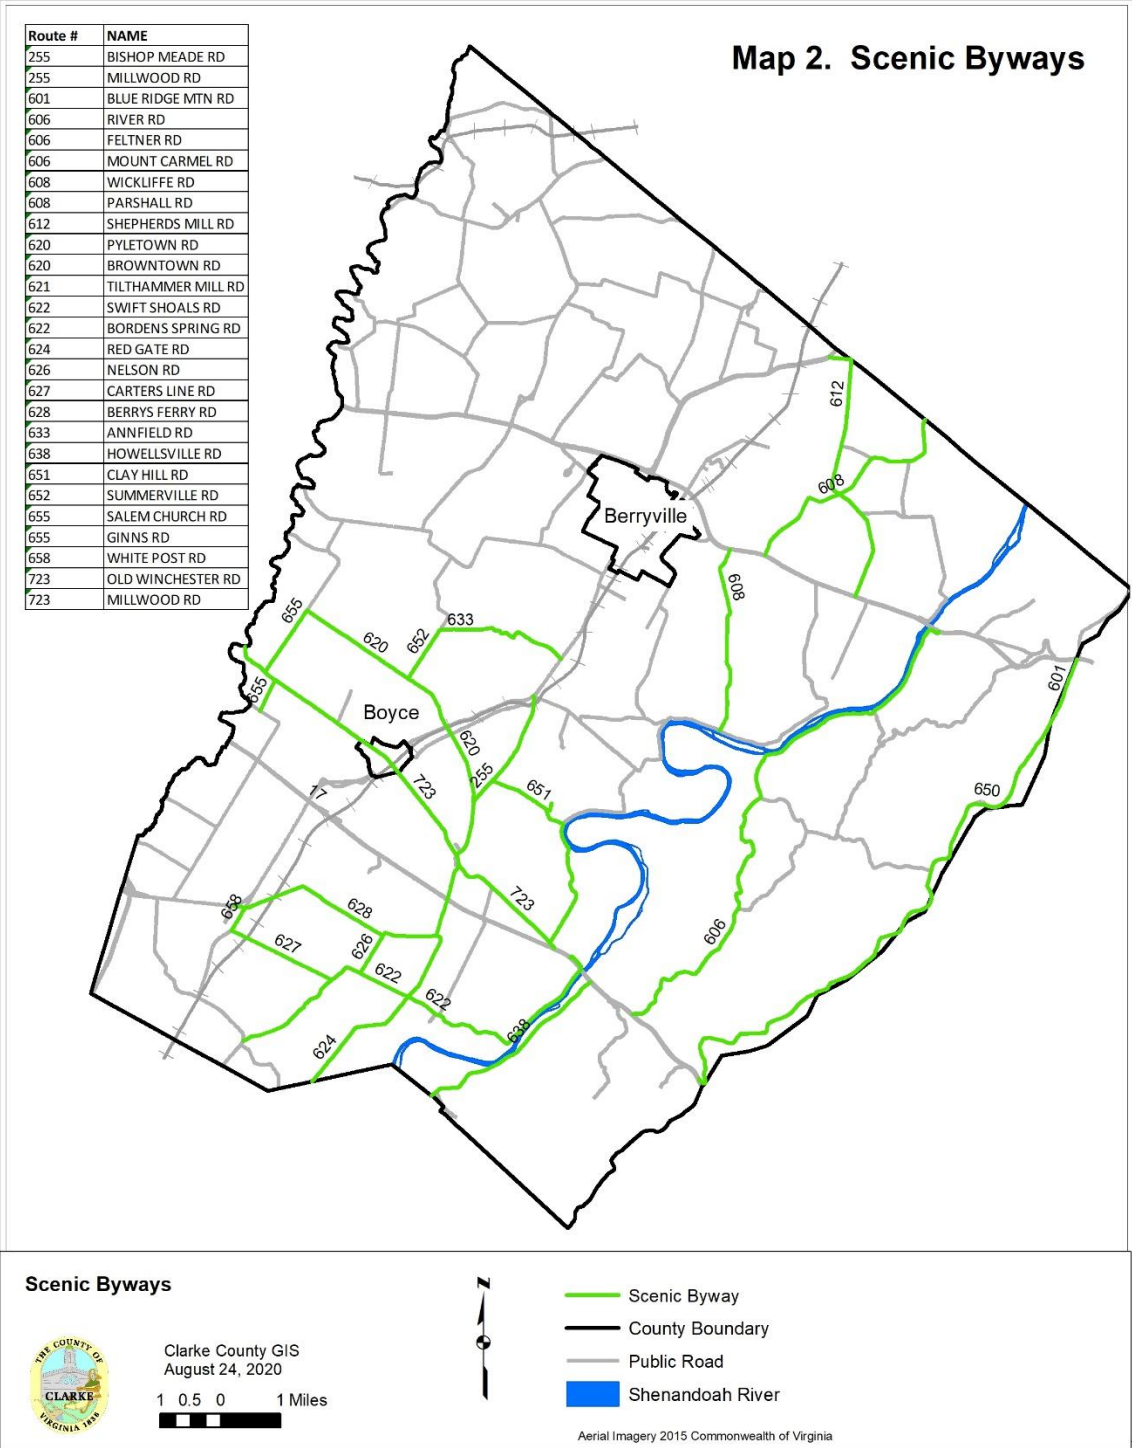 Map 2. Scenic Byways
Route # NAME
255 BISHOP MEADE RD
255 MILLWOOD RD
601 BLUE RIDGE MTN RD
606 RIVER RD
606 FELTNER RD
606 MOUNT CARMEL RD
608 WICKLIFFE RD
608 PARSHALL RD
612 SHEPHERDS MILL RD
620 PYLETOWN RD
620 BROWNTOWN RD
621 TILTHAMMER MILL RD
622 SWIFT SHOALS RD
622 BORDENS SPRING RD
624 RED GATE RD
626 NELSON RD
627 CARTERS LINE RD
628 BERRYS FERRY RD
633 ANNFIELD RD
638 HOWELLSVILLE RD
651 CLAY HILL RD
652 SUMMERVILLE RD
655 SALEM CHURCH RD
655 GINNS RD
658 WHITE POST RD
723 OLD WINCHESTER RD
723 MILLWOOD RD
612
608
Berryville
608
655
633
620
652
601
655
Boyce
620
255
651
723
17
650
658
628
723
627
626
606
622
622
638
624
Scenic Byways
THE COUNTY OF
CLARKE
VIRGINIA 1836
Clarke County GIS
August 24, 2020
1 0.5 0 1 Miles
N
Scenic Byway
County Boundary
Public Road
Shenandoah River
Aerial Imagery 2015 Commonwealth of Virginia